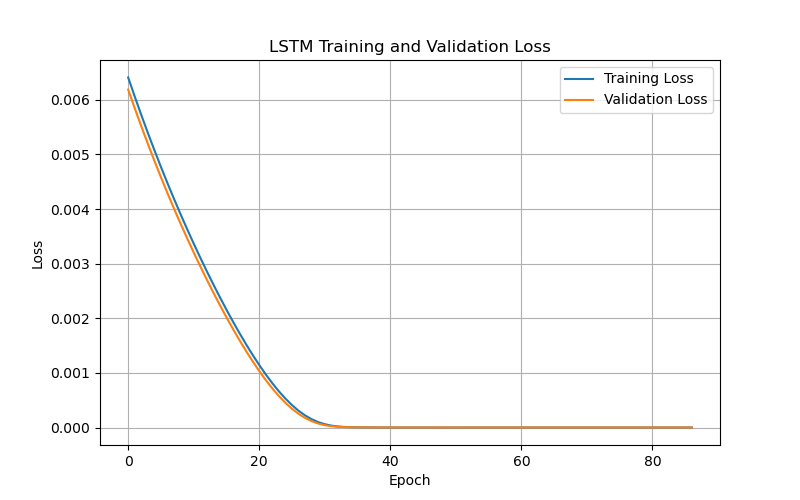 LSTM Training and Validation Loss
Training Loss
Validation Loss
0.006
0.005
0.004
0.003
0.002
0.001
0.000
Loss
0 20 40 60 80
Epoch